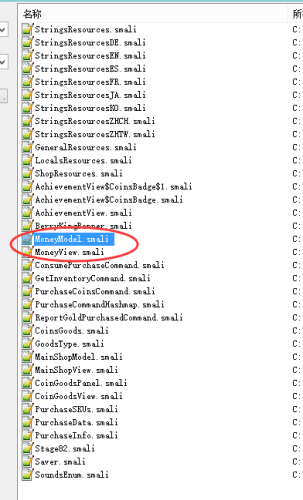 名称
所
StringsResources.smali C:
StringsResourcesDE.smali C:
StringsResourcesEN.smali C:
StringsResourcesES.smali C:
StringsResourcesFR.smali C:
StringsResourcesJA.smali C:
StringsResourcesKO.smali C:
StringsResourcesZHCH.smali C:
StringsResourcesZHTW.smali C:
GeneralResources.smali C:
LocalsResources.smali C:
ShopResources.smali C:
AchievementView$CoinsBadge$1.smali C:
AchievementView$CoinsBadge.smali C:
AchievementView.smali C:
BerryKingBanner.smali C:
MoneyModel.smali C:
MoneyView.smali C:
ConsumePurchaseCommand.smali C:
GetInventoryCommand.smali C:
PurchaseCoinsCommand.smali C:
PurchaseCommandHashmap.smali C:
ReportGoldPurchasedCommand.smali C:
CoinsGoods.smali C:
GoodsType.smali C:
MainShopModel.smali C:
MainShopView.smali C:
CoinGoodsPanel.smali C:
CoinGoodsView.smali C:
PurchaseSKUs.smali C:
PurchaseData.smali C:
PurchaseInfo.smali C:
Stage82.smali C:
Saver.smali C:
SoundsEnum.smali C: